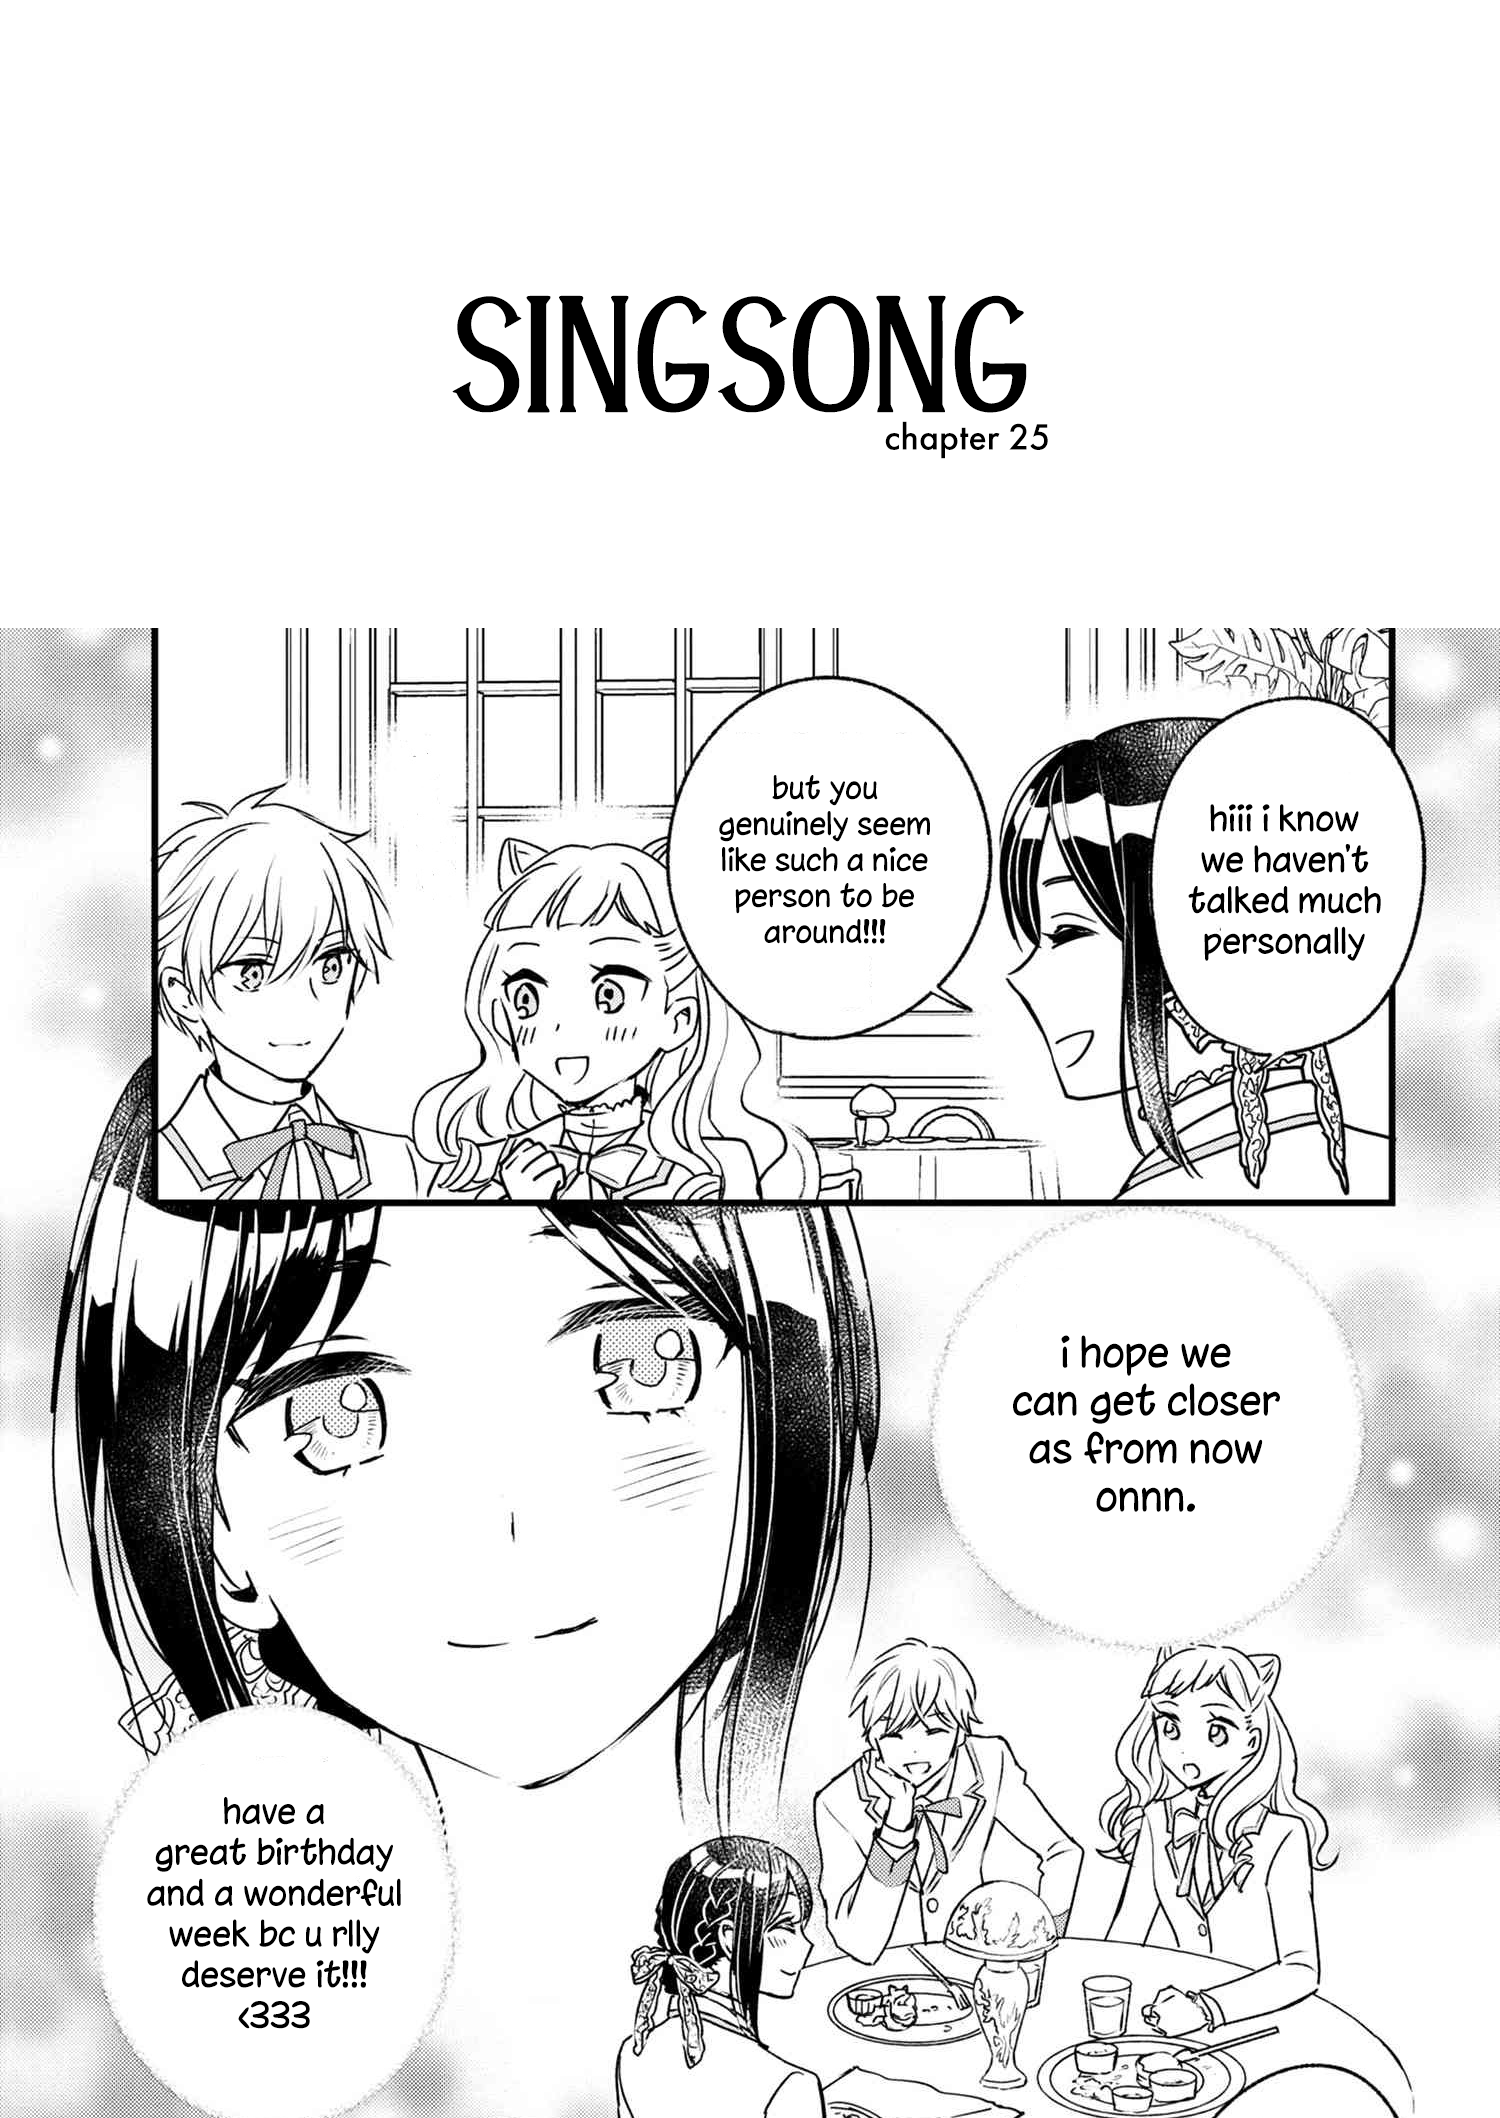 SINGSONG
chapter 25
hiii i know
we haven't
talked much
personally
but you
genuinely seem
like such a nice
person to be
around!!!
i hope we
can get closer
as from now
onnn.
have a
great birthday
and a wonderful
week bc u rlly
deserve it!!!
<333